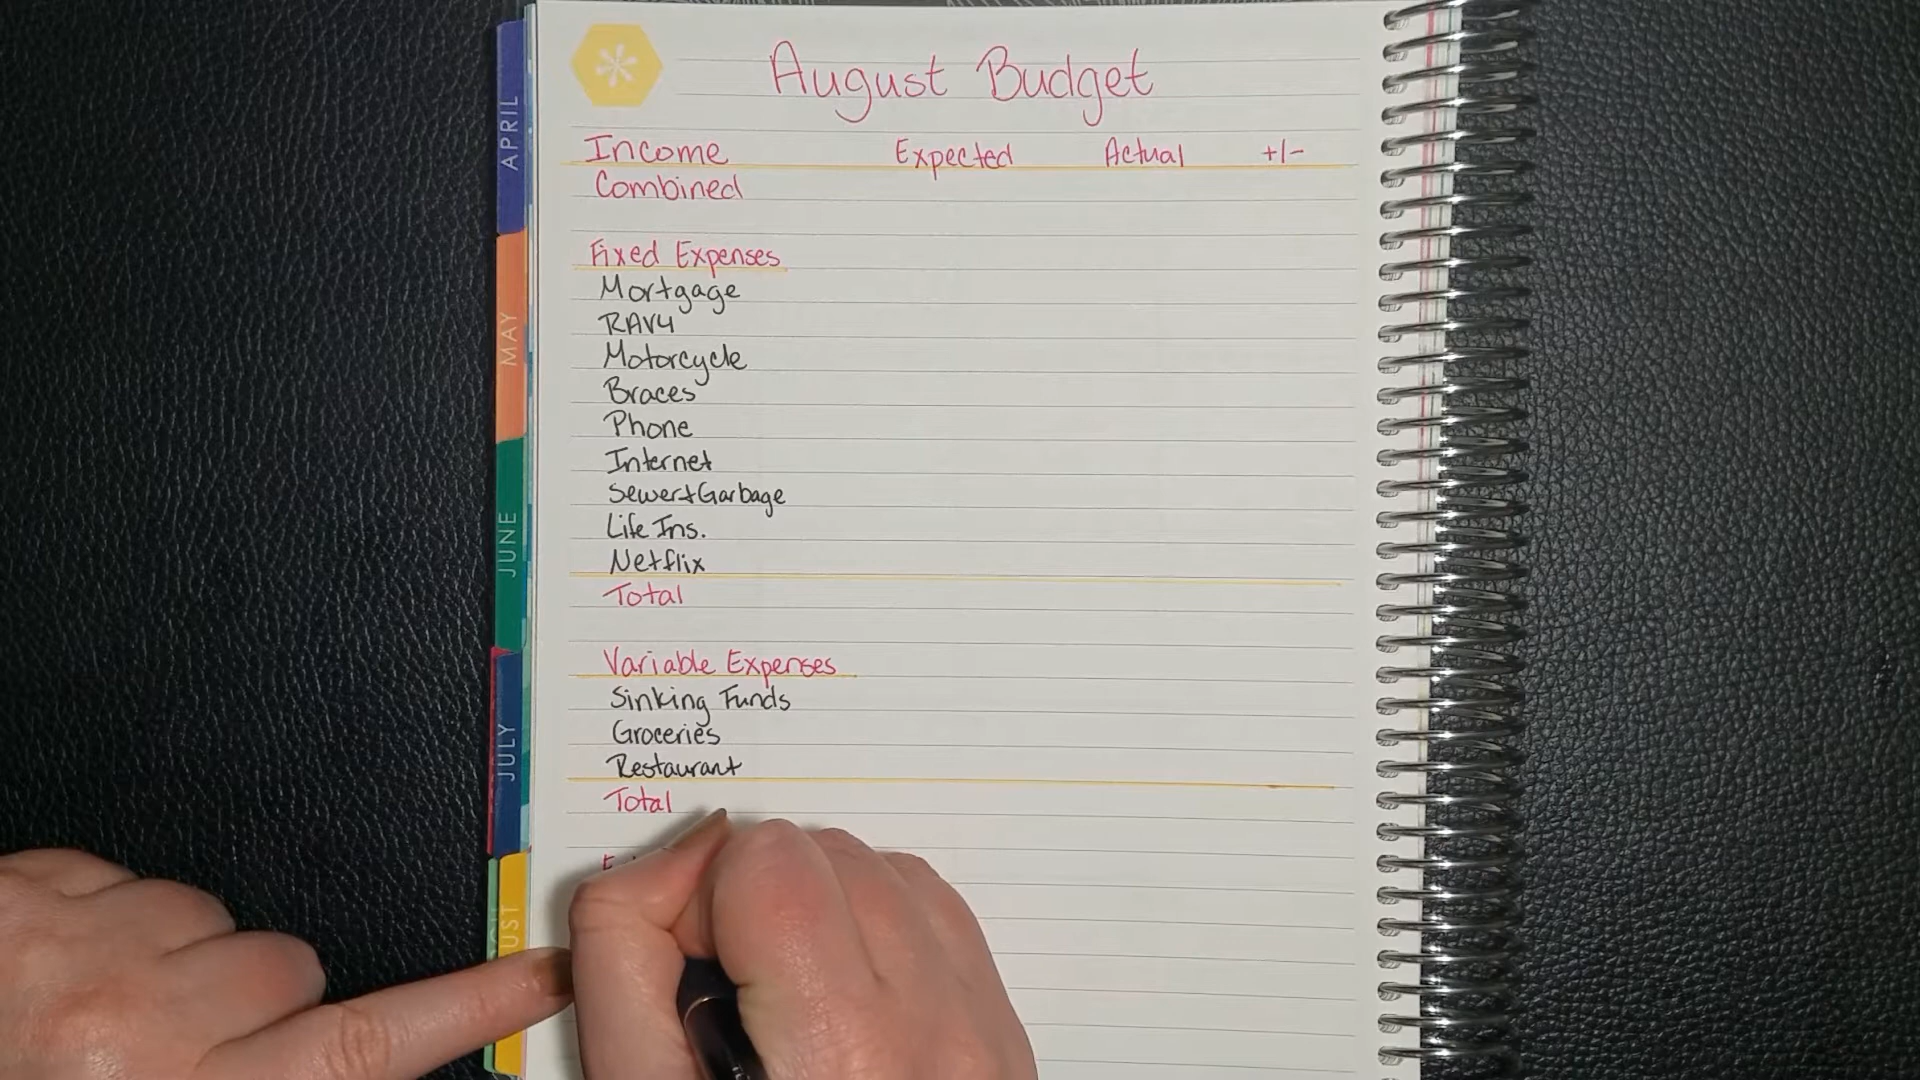 August Budget
Income Expected Actual +/-
Combined
Fixed Expenses
Mortgage
RAV4
Motorcycle
Braces
Phone
Internet
Sewer+Garbage
Life Ins.
Netflix
Total
Variable Expenses
Sinking Funds
Groceries
Restaurant
Total
APRIL
MAY
JUNE
JULY
UST